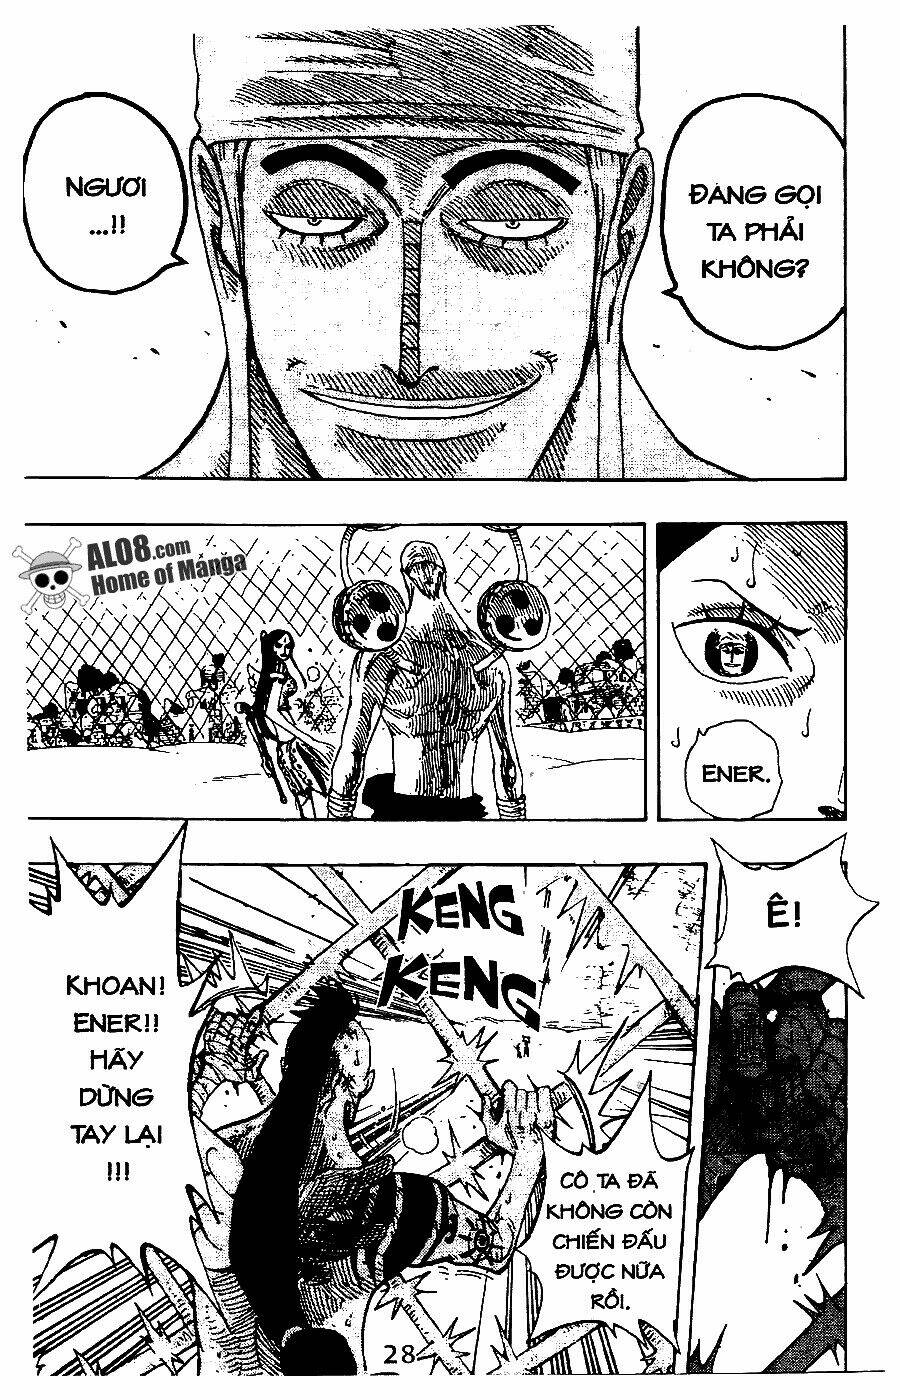 NGƯƠI
...!!
ĐANG GỌI
TA PHẢI
KHÔNG?
AL08.com
Home of Manga
ENER.
Ê!
KENG
KENG
KHOAN!
ENER!!
HÃY
DỪNG
TAY LẠI
!!!
CÔ TA ĐÃ
KHÔNG CÒN
CHIẾN ĐẤU
ĐƯỢC NỮA
RỒI.
28